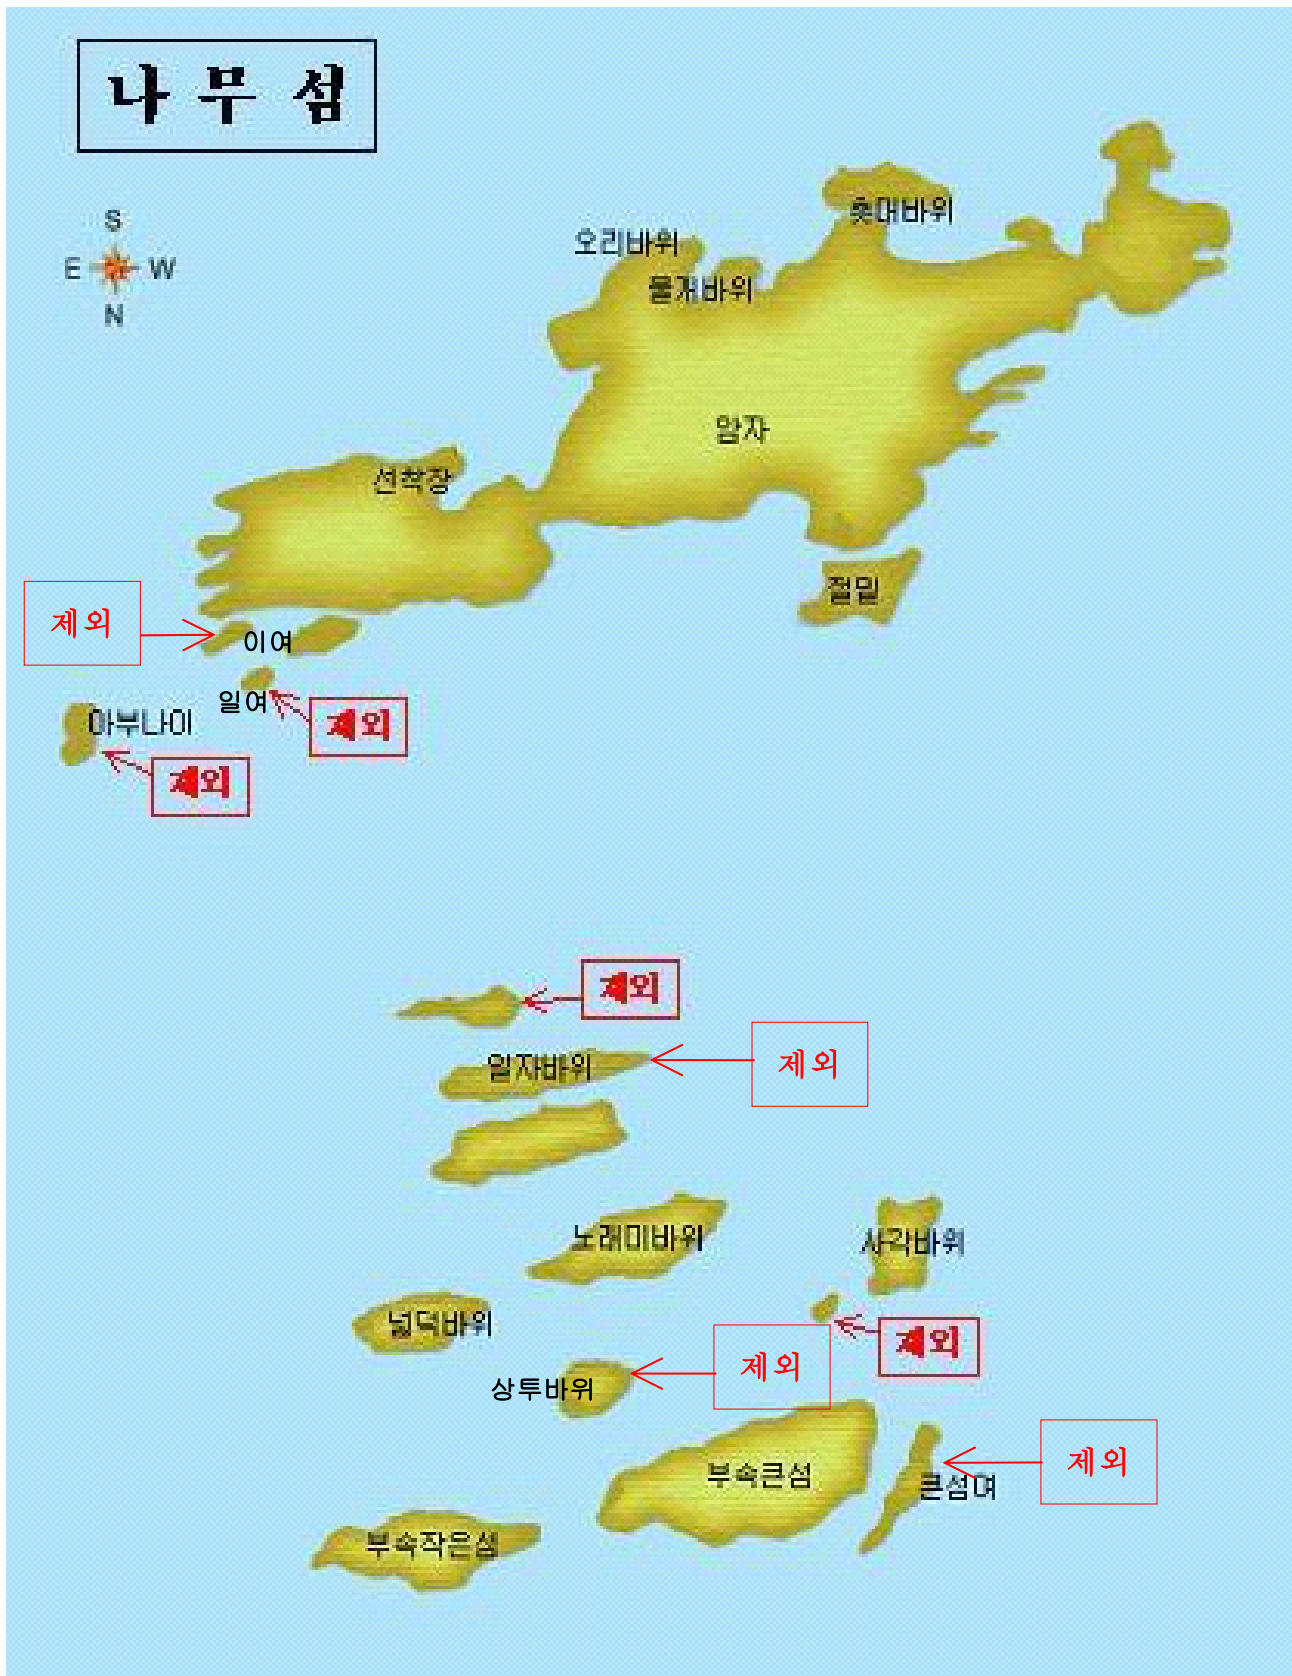 나 무 섬
S
E W
N
촛대바위
오리바위
물개바위
암자
선착장
절밑
제외
이여
일여
제외
아부나이
제외
제외
일자바위
제외
노래미바위
사각바위
넓덕바위
제외
제외
상투바위
부속큰섬
제외
큰섬여
부속작은섬